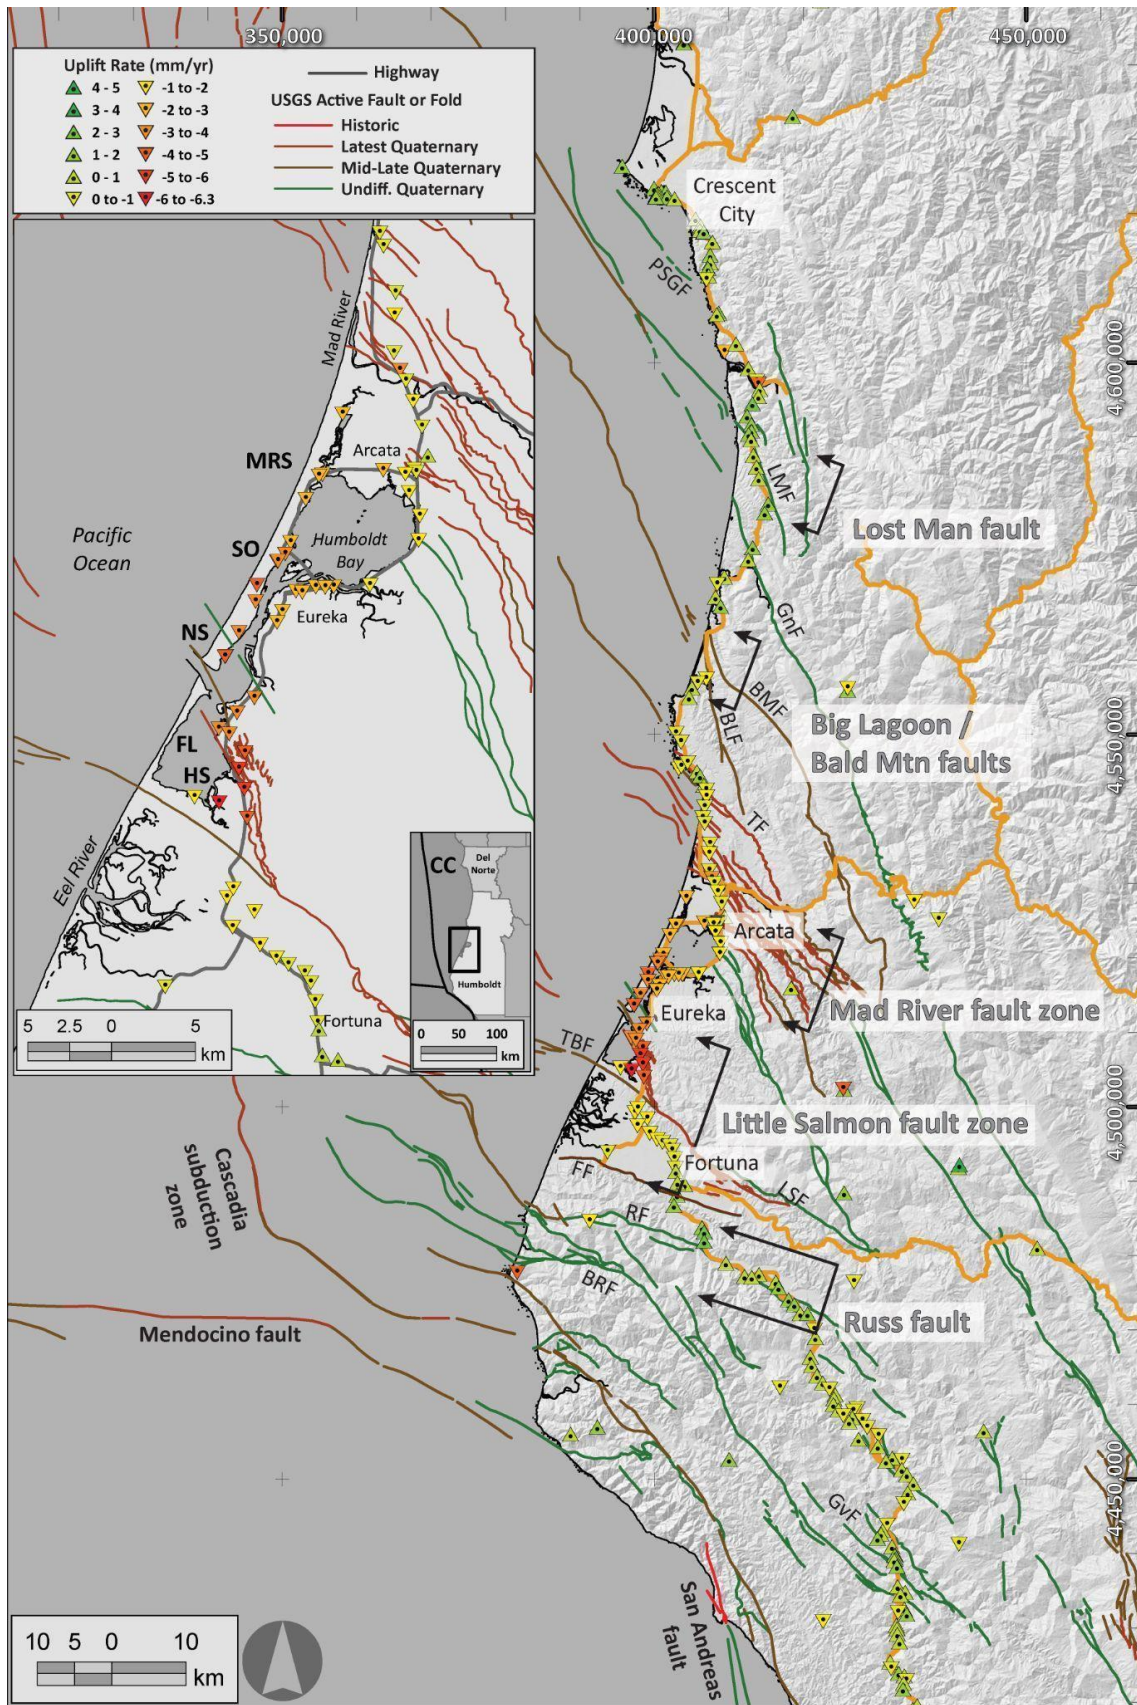 350,000
400,000
450,000
Uplift Rate (mm/yr)
4 - 5
-1 to -2
3 - 4
-2 to -3
2 - 3
-3 to -4
1 - 2
-4 to -5
0 - 1
-5 to -6
0 to -1
-6 to -6.3
Highway
USGS Active Fault or Fold
Historic
Latest Quaternary
Mid-Late Quaternary
Undiff. Quaternary
Crescent
City
PSGF
4,600,000
Mad River
MRS
Arcata
Pacific
Ocean
SO
Humboldt
Bay
Eureka
NS
FL
HS
Eel River
CC
Del
Norte
Humboldt
0 50 100
km
5 2.5 0 5
km
Fortuna
LMF
Lost Man fault
GnF
BMF
BLF
Big Lagoon /
Bald Mtn faults
4,550,000
TF
Arcata
Mad River fault zone
Eureka
TBF
4,500,000
Little Salmon fault zone
Fortuna
FF
LSF
RF
BRF
Russ fault
Cascadia
subduction
zone
Mendocino fault
4,450,000
GvF
San Andreas
fault
10 5 0 10
km